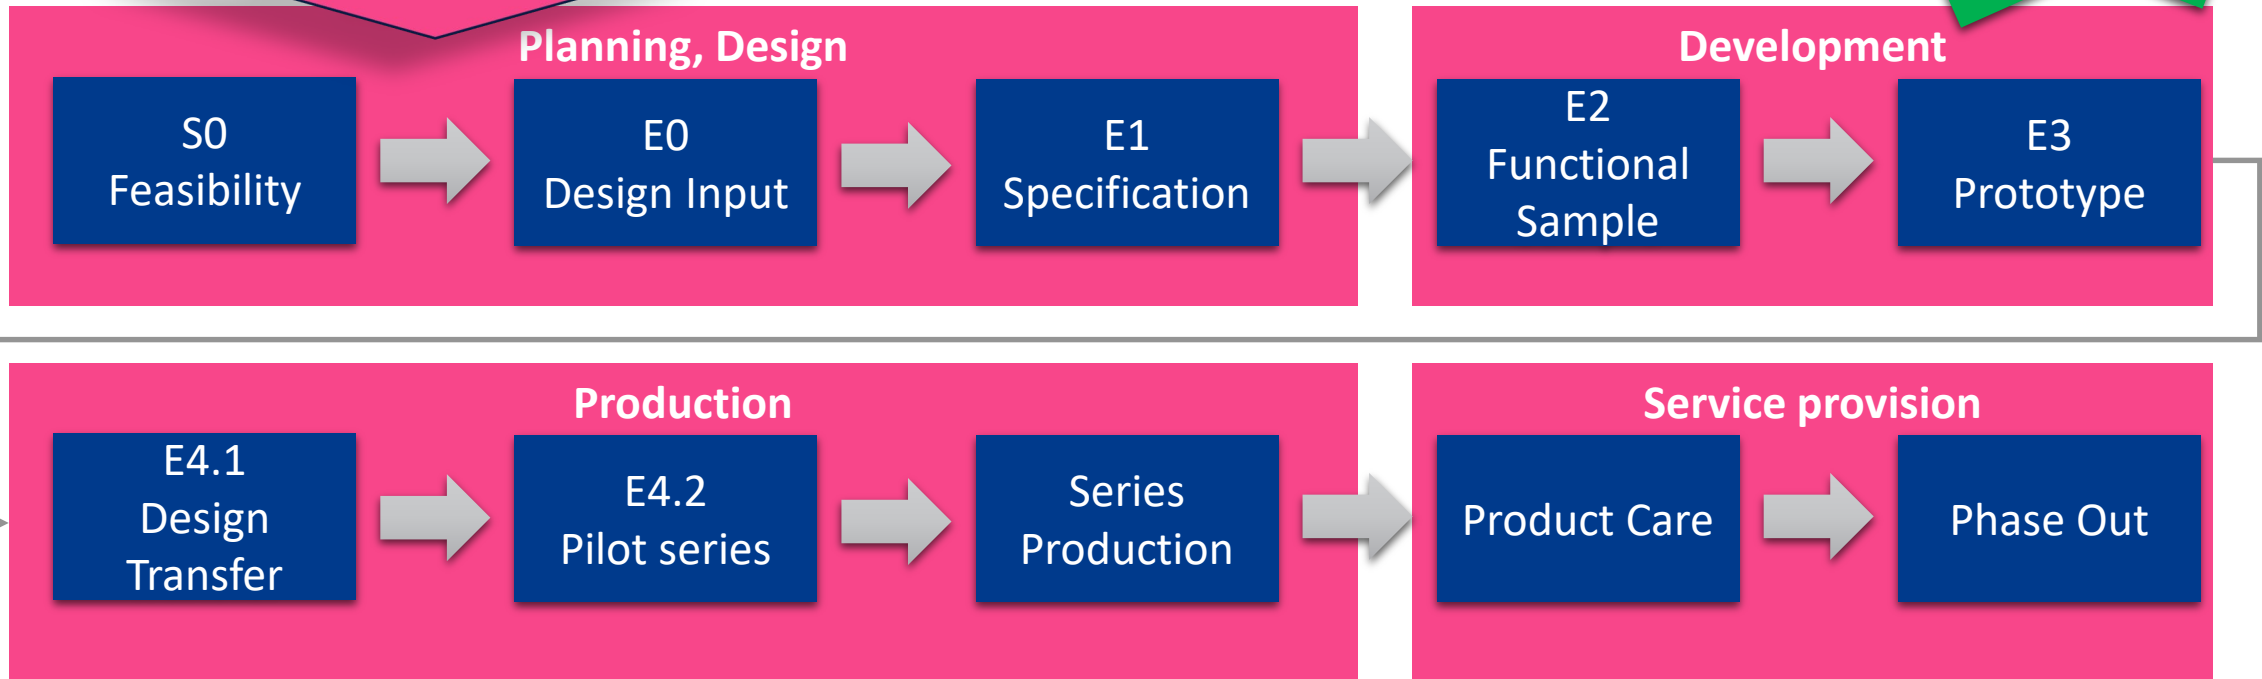 Planning, Design
S0
Feasibility
E0
Design Input
E1
Specification
Development
E2
Functional
Sample
E3
Prototype
Production
E4.1
Design
Transfer
E4.2
Pilot series
Series
Production
Service provision
Product Care
Phase Out